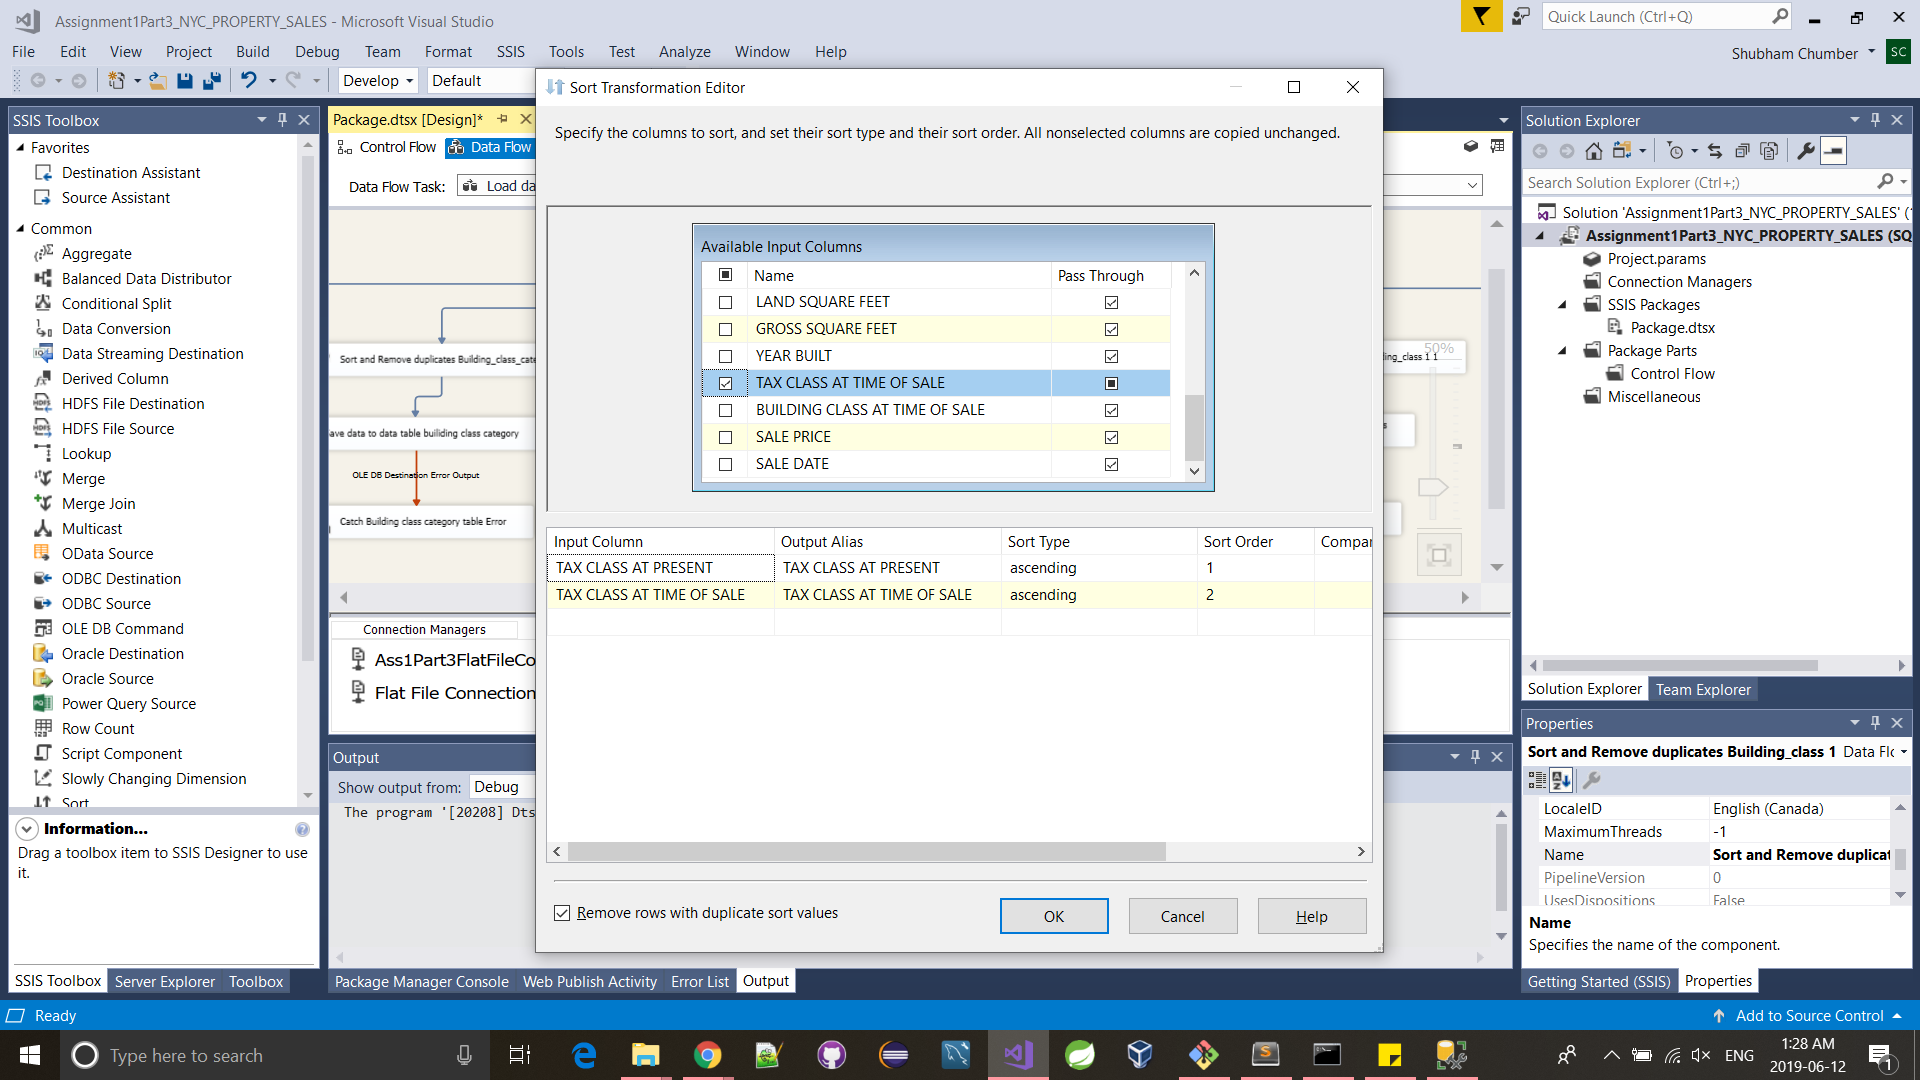 Assignment1Part3_NYC_PROPERTY_SALES - Microsoft Visual Studio
Quick Launch (Ctrl+Q)
File Edit View Project Build Debug Team Format SSIS Tools Test Analyze Window Help
Shubham Chumber SC
Develop Default
SSIS Toolbox
Favorites
Destination Assistant
Source Assistant
Common
Aggregate
Balanced Data Distributor
Conditional Split
Data Conversion
Data Streaming Destination
Derived Column
HDFS File Destination
HDFS File Source
Lookup
Merge
Merge Join
Multicast
OData Source
ODBC Destination
ODBC Source
OLE DB Command
Oracle Destination
Oracle Source
Power Query Source
Row Count
Script Component
Slowly Changing Dimension
Sort
Information...
Drag a toolbox item to SSIS Designer to use
it.
SSIS Toolbox Server Explorer Toolbox
Package.dtsx [Design]*
Control Flow Data Flow
Data Flow Task: Load da
Sort and Remove duplicates Building_class_cate
ave data to data table building class category
OLE DB Destination Error Output
Catch Building class category table Error
ing_class 1 1
50%
s
Connection Managers
Ass1Part3FlatFileCo
Flat File Connection
Output
Show output from: Debug
The program '[20208] Dts
Package Manager Console Web Publish Activity Error List Output
Sort Transformation Editor
Specify the columns to sort, and set their sort type and their sort order. All nonselected columns are copied unchanged.
Available Input Columns
Name Pass Through
LAND SQUARE FEET
GROSS SQUARE FEET
YEAR BUILT
TAX CLASS AT TIME OF SALE
BUILDING CLASS AT TIME OF SALE
SALE PRICE
SALE DATE
Input Column Output Alias Sort Type Sort Order Compar
TAX CLASS AT PRESENT TAX CLASS AT PRESENT ascending 1
TAX CLASS AT TIME OF SALE TAX CLASS AT TIME OF SALE ascending 2
Remove rows with duplicate sort values
OK Cancel Help
Solution Explorer
Search Solution Explorer (Ctrl+;)
Solution 'Assignment1Part3_NYC_PROPERTY_SALES' (
Assignment1Part3_NYC_PROPERTY_SALES (SQ
Project.params
Connection Managers
SSIS Packages
Package.dtsx
Package Parts
Control Flow
Miscellaneous
Solution Explorer Team Explorer
Properties
Sort and Remove duplicates Building_class 1 Data Flo
LocaleID English (Canada)
MaximumThreads -1
Name Sort and Remove duplicat
PipelineVersion 0
UsesDispositions False
Name
Specifies the name of the component.
Getting Started (SSIS) Properties
Ready
Add to Source Control
Type here to search
ENG
1:28 AM
2019-06-12
1